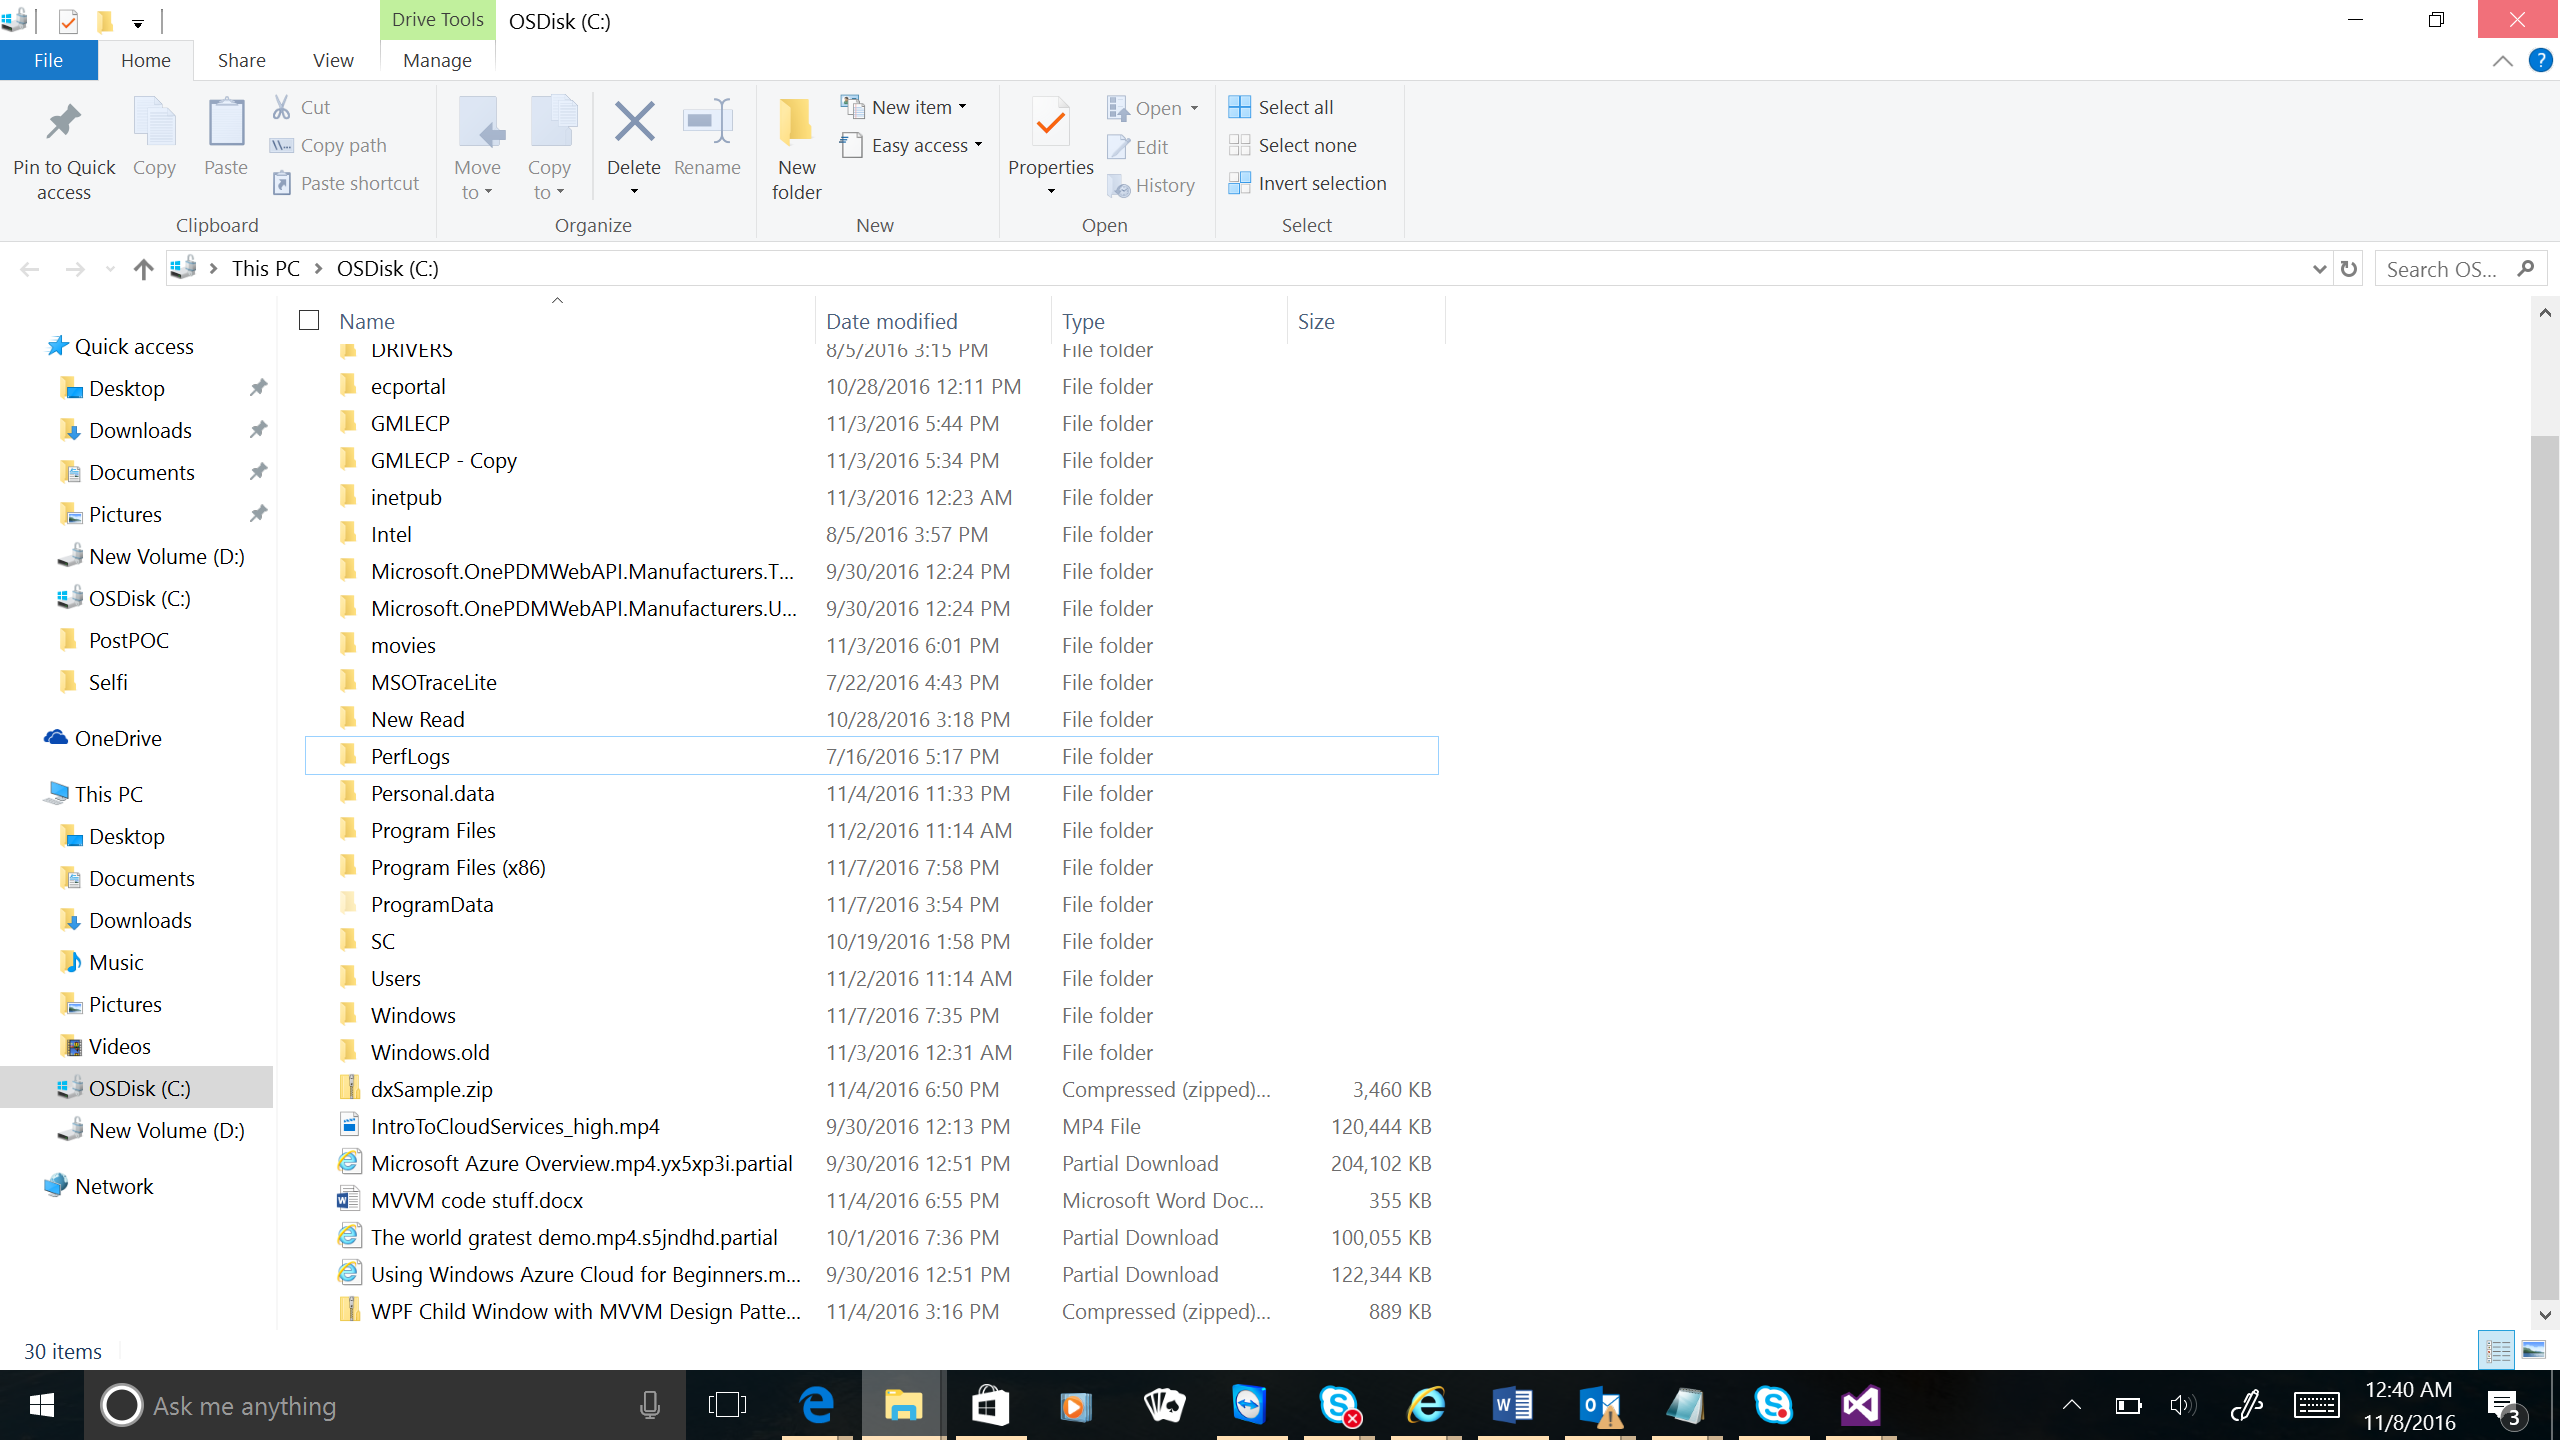 Drive Tools OSDisk (C:)
File Home Share View Manage
Pin to Quick access
Copy
Paste
Cut
Copy path
Paste shortcut
Clipboard
Move to
Copy to
Delete
Rename
Organize
New folder
New item
Easy access
New
Properties
Open
Edit
History
Open
Select all
Select none
Invert selection
Select
This PC OSDisk (C:)
Search OS...
Quick access
Desktop
Downloads
Documents
Pictures
New Volume (D:)
OSDisk (C:)
PostPOC
Selfi
OneDrive
This PC
Desktop
Documents
Downloads
Music
Pictures
Videos
OSDisk (C:)
New Volume (D:)
Network
Name Date modified Type Size
DRIVERS 8/5/2016 3:15 PM File folder
ecportal 10/28/2016 12:11 PM File folder
GMLECP 11/3/2016 5:44 PM File folder
GMLECP - Copy 11/3/2016 5:34 PM File folder
inetpub 11/3/2016 12:23 AM File folder
Intel 8/5/2016 3:57 PM File folder
Microsoft.OnePDMWebAPI.Manufacturers.T... 9/30/2016 12:24 PM File folder
Microsoft.OnePDMWebAPI.Manufacturers.U... 9/30/2016 12:24 PM File folder
movies 11/3/2016 6:01 PM File folder
MSOTraceLite 7/22/2016 4:43 PM File folder
New Read 10/28/2016 3:18 PM File folder
PerfLogs 7/16/2016 5:17 PM File folder
Personal.data 11/4/2016 11:33 PM File folder
Program Files 11/2/2016 11:14 AM File folder
Program Files (x86) 11/7/2016 7:58 PM File folder
ProgramData 11/7/2016 3:54 PM File folder
SC 10/19/2016 1:58 PM File folder
Users 11/2/2016 11:14 AM File folder
Windows 11/7/2016 7:35 PM File folder
Windows.old 11/3/2016 12:31 AM File folder
dxSample.zip 11/4/2016 6:50 PM Compressed (zipped)... 3,460 KB
IntroToCloudServices_high.mp4 9/30/2016 12:13 PM MP4 File 120,444 KB
Microsoft Azure Overview.mp4.yx5xp3i.partial 9/30/2016 12:51 PM Partial Download 204,102 KB
MVVM code stuff.docx 11/4/2016 6:55 PM Microsoft Word Doc... 355 KB
The world gratest demo.mp4.s5jndhd.partial 10/1/2016 7:36 PM Partial Download 100,055 KB
Using Windows Azure Cloud for Beginners.m... 9/30/2016 12:51 PM Partial Download 122,344 KB
WPF Child Window with MVVM Design Patte... 11/4/2016 3:16 PM Compressed (zipped)... 889 KB
30 items
Ask me anything
12:40 AM
11/8/2016
3